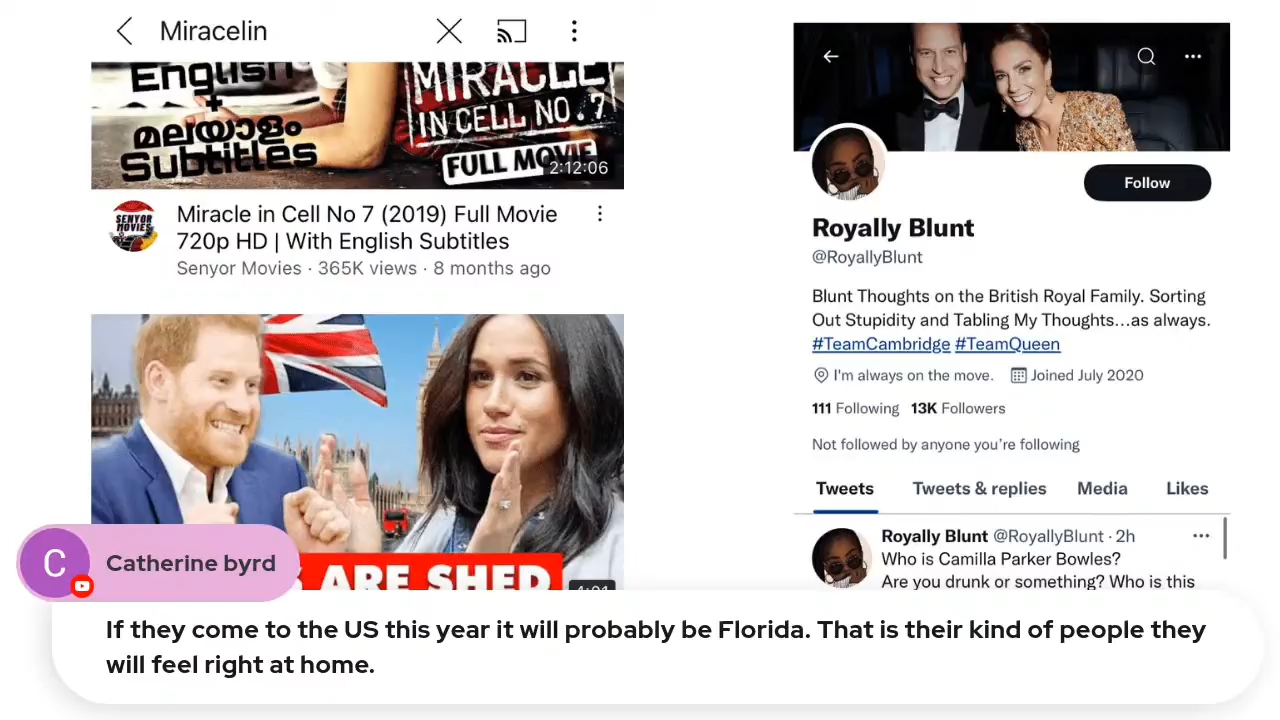 Miracelin
English
+
മലയാളം
Subtitles
MIRACLE
IN CELL NO.7
FULL MOVIE
2:12:06
SENYOR
MOVIES
Miracle in Cell No 7 (2019) Full Movie
720p HD | With English Subtitles
Senyor Movies · 365K views · 8 months ago
ARE SHED
4:01
Follow
Royally Blunt
@RoyallyBlunt
Blunt Thoughts on the British Royal Family. Sorting
Out Stupidity and Tabling My Thoughts...as always.
#TeamCambridge #TeamQueen
I'm always on the move. Joined July 2020
111 Following 13K Followers
Not followed by anyone you're following
Tweets Tweets & replies Media Likes
Royally Blunt @RoyallyBlunt · 2h
Who is Camilla Parker Bowles?
Are you drunk or something? Who is this
C
Catherine byrd
If they come to the US this year it will probably be Florida. That is their kind of people they
will feel right at home.